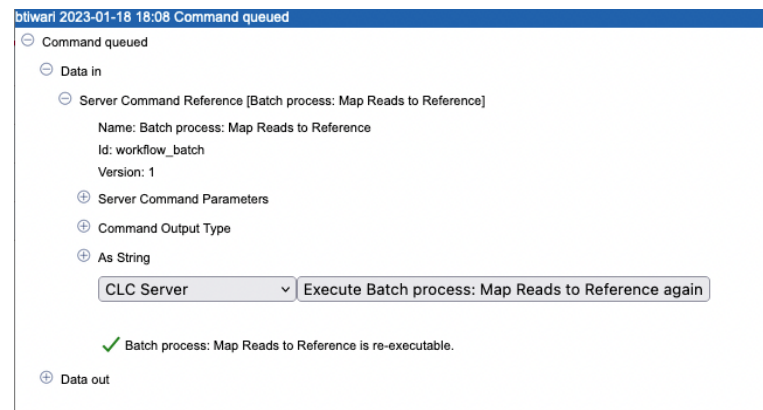 btiwari 2023-01-18 18:08 Command queued
Command queued
Data in
Server Command Reference [Batch process: Map Reads to Reference]
Name: Batch process: Map Reads to Reference
Id: workflow_batch
Version: 1
Server Command Parameters
Command Output Type
As String
CLC Server Execute Batch process: Map Reads to Reference again
Batch process: Map Reads to Reference is re-executable.
Data out